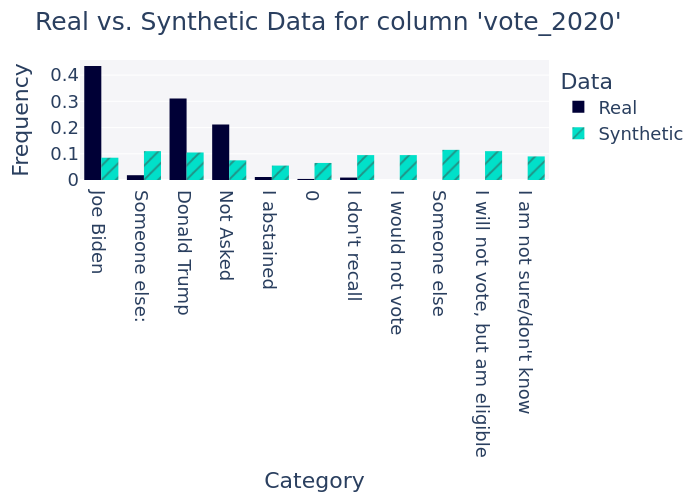 Real vs. Synthetic Data for column 'vote_2020'
Frequency
0.4
0.3
0.2
0.1
0
Data
Real
Synthetic
Joe Biden
Someone else:
Donald Trump
Not Asked
I abstained
0
I don't recall
I would not vote
Someone else
I will not vote, but am eligible
I am not sure/don't know
Category